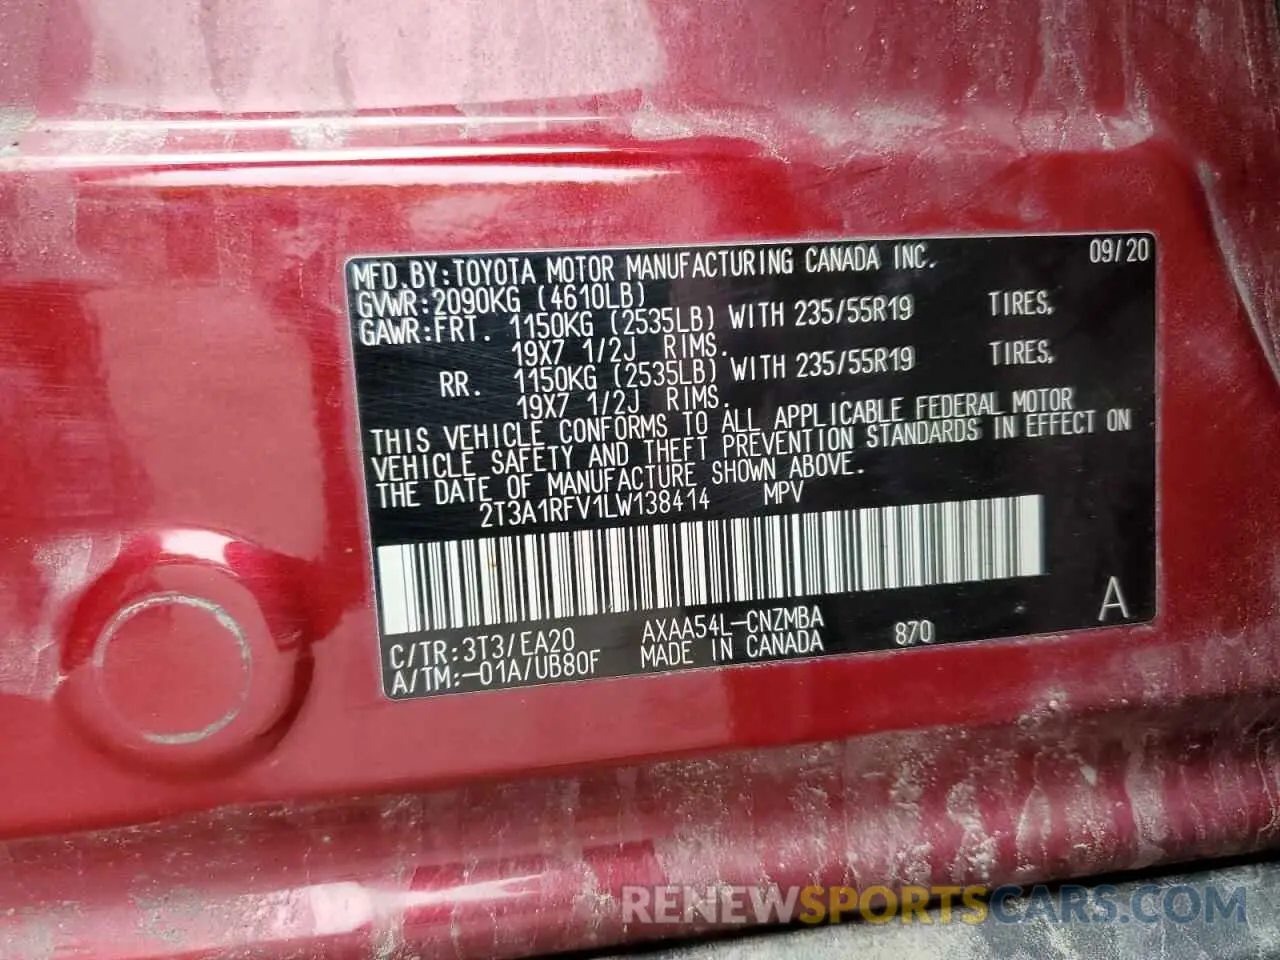 MFD.BY:TOYOTA MOTOR MANUFACTURING CANADA INC. 09/20
GVWR:2090KG (4610LB)
GAWR:FRT. 1150KG (2535LB) WITH 235/55R19 TIRES,
19X7 1/2J RIMS.
RR. 1150KG (2535LB) WITH 235/55R19 TIRES,
19X7 1/2J RIMS.
THIS VEHICLE CONFORMS TO ALL APPLICABLE FEDERAL MOTOR
VEHICLE SAFETY AND THEFT PREVENTION STANDARDS IN EFFECT ON
THE DATE OF MANUFACTURE SHOWN ABOVE.
2T3A1RFV1LW138414 MPV
C/TR:3T3/EA20 AXAA54L-CNZMBA 870 A
A/TM:-01A/UB80F MADE IN CANADA
RENEWSPORTSCARS.COM